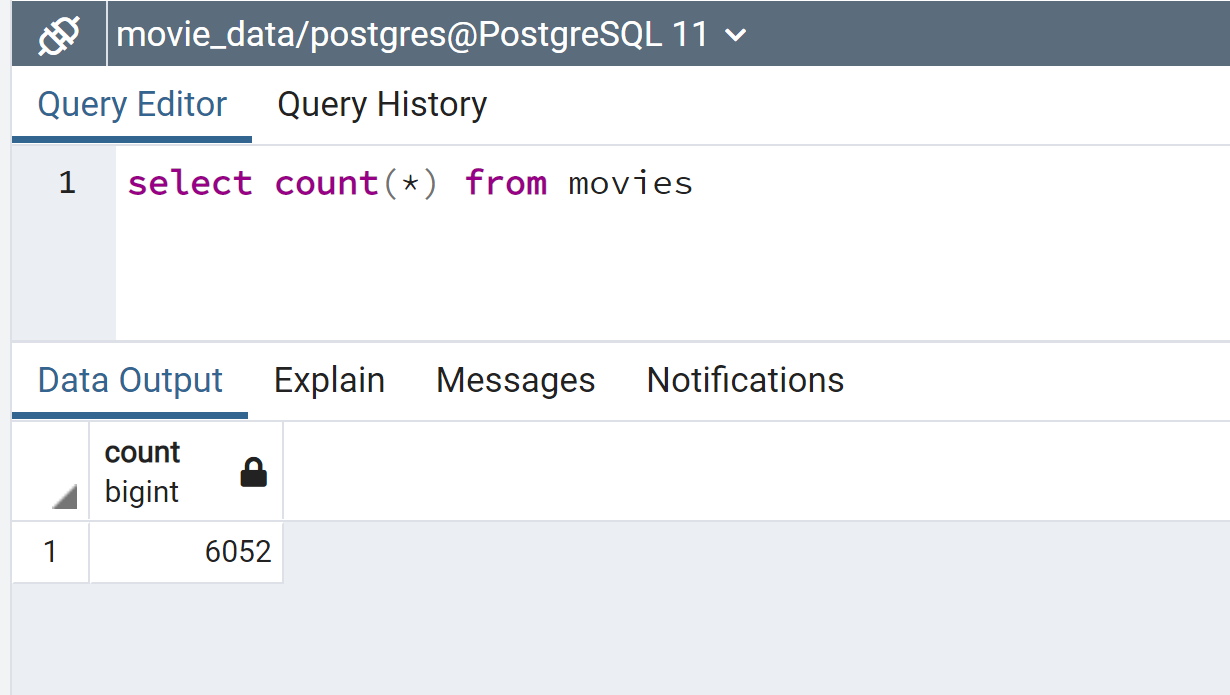 movie_data/postgres@PostgreSQL 11
Query Editor Query History
1 select count(*) from movies
Data Output Explain Messages Notifications
count
bigint
1 6052